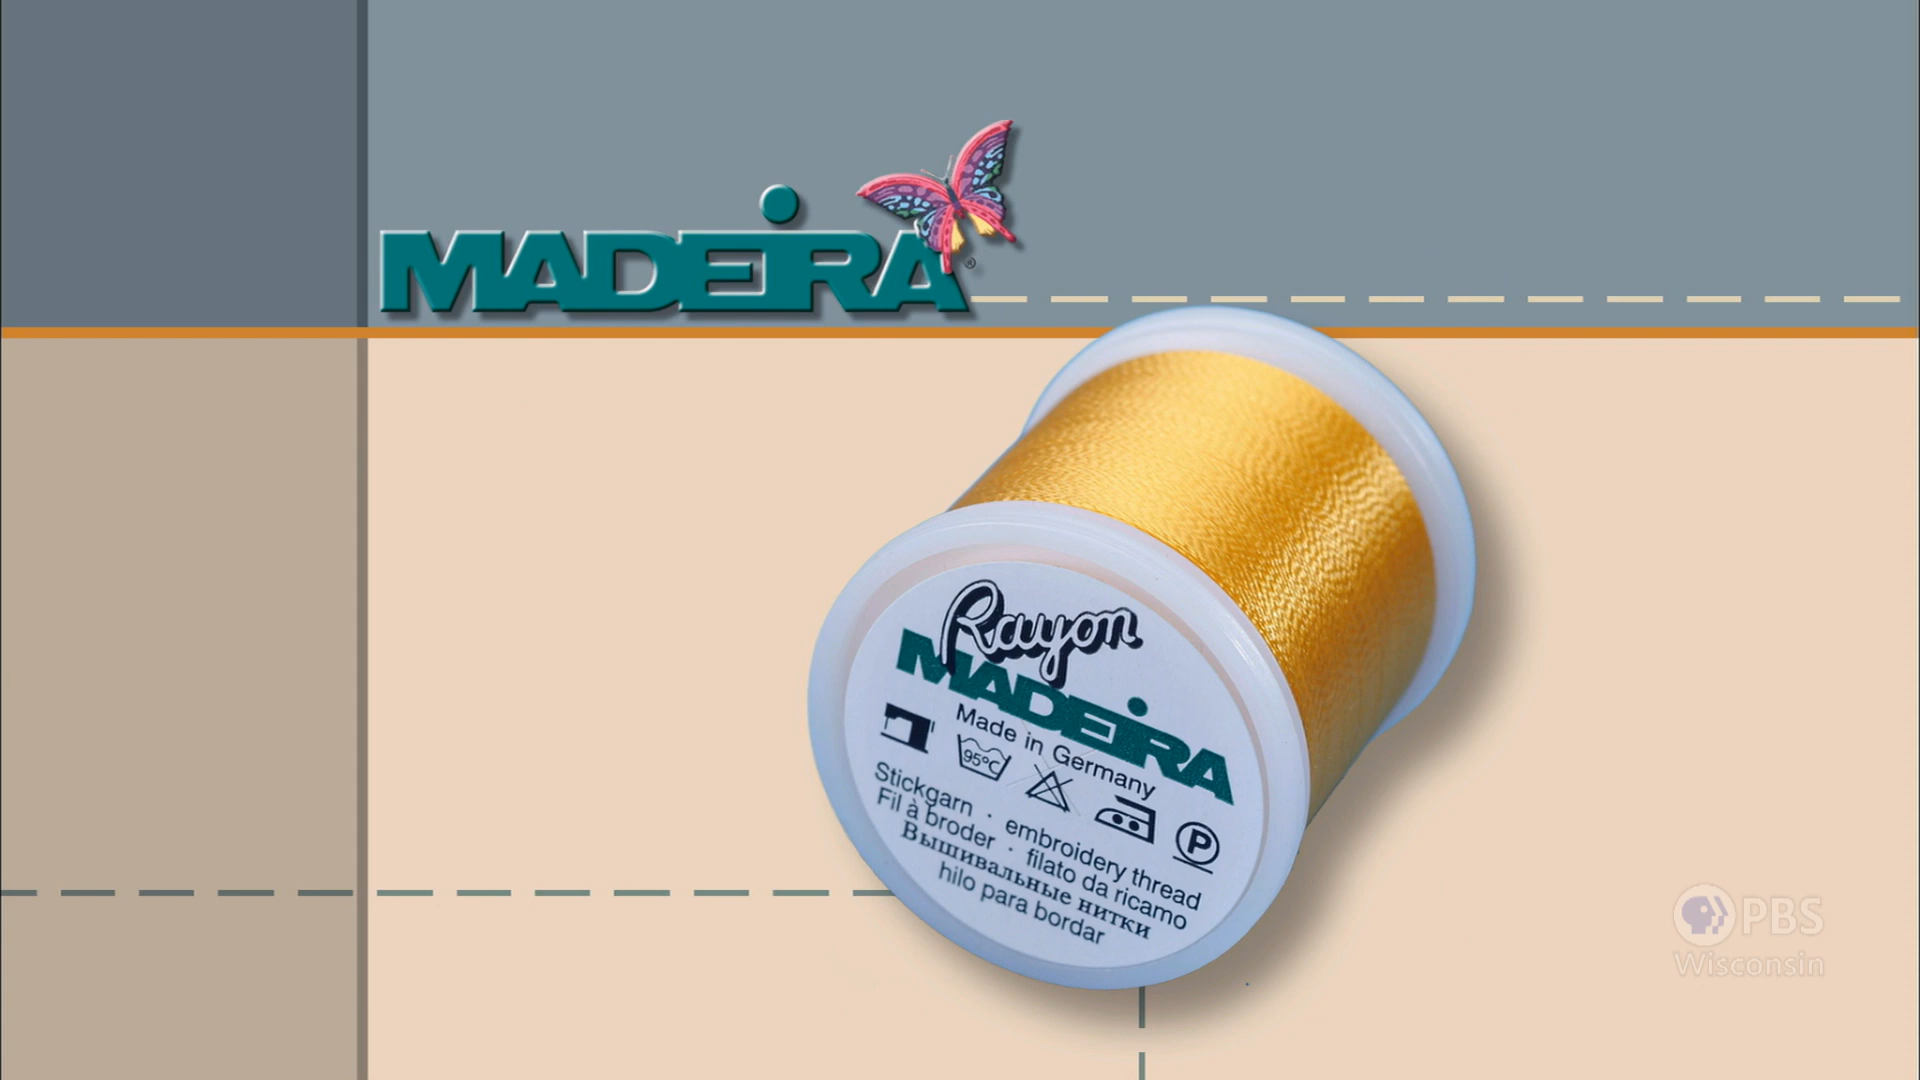 MADEiRA®
Rayon
MADEiRA
Made in Germany
95°C
P
Stickgarn · embroidery thread
Fil à broder · filato da ricamo
Вышивальные нитки
hilo para bordar
PBS
Wisconsin